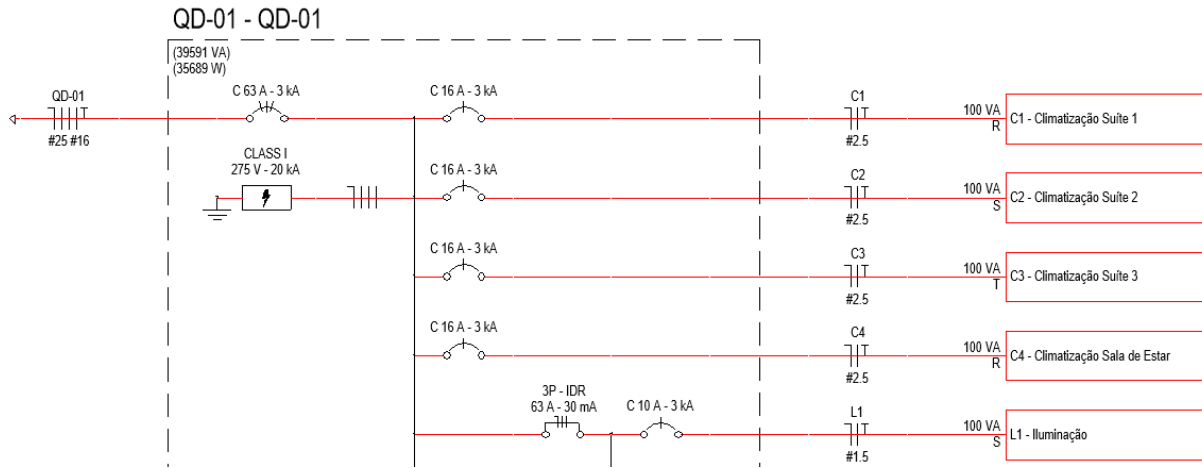 QD-01 - QD-01
(39591 VA)
(35689 W)
QD-01
#25 #16
C 63 A - 3 kA
C 16 A - 3 kA
C1
#2.5
100 VA
R
C1 - Climatização Suíte 1
CLASS I
275 V - 20 kA
C 16 A - 3 kA
C2
#2.5
100 VA
S
C2 - Climatização Suíte 2
C 16 A - 3 kA
C3
#2.5
100 VA
T
C3 - Climatização Suíte 3
C 16 A - 3 kA
C4
#2.5
100 VA
R
C4 - Climatização Sala de Estar
3P - IDR
63 A - 30 mA
C 10 A - 3 kA
L1
#1.5
100 VA
S
L1 - Iluminação